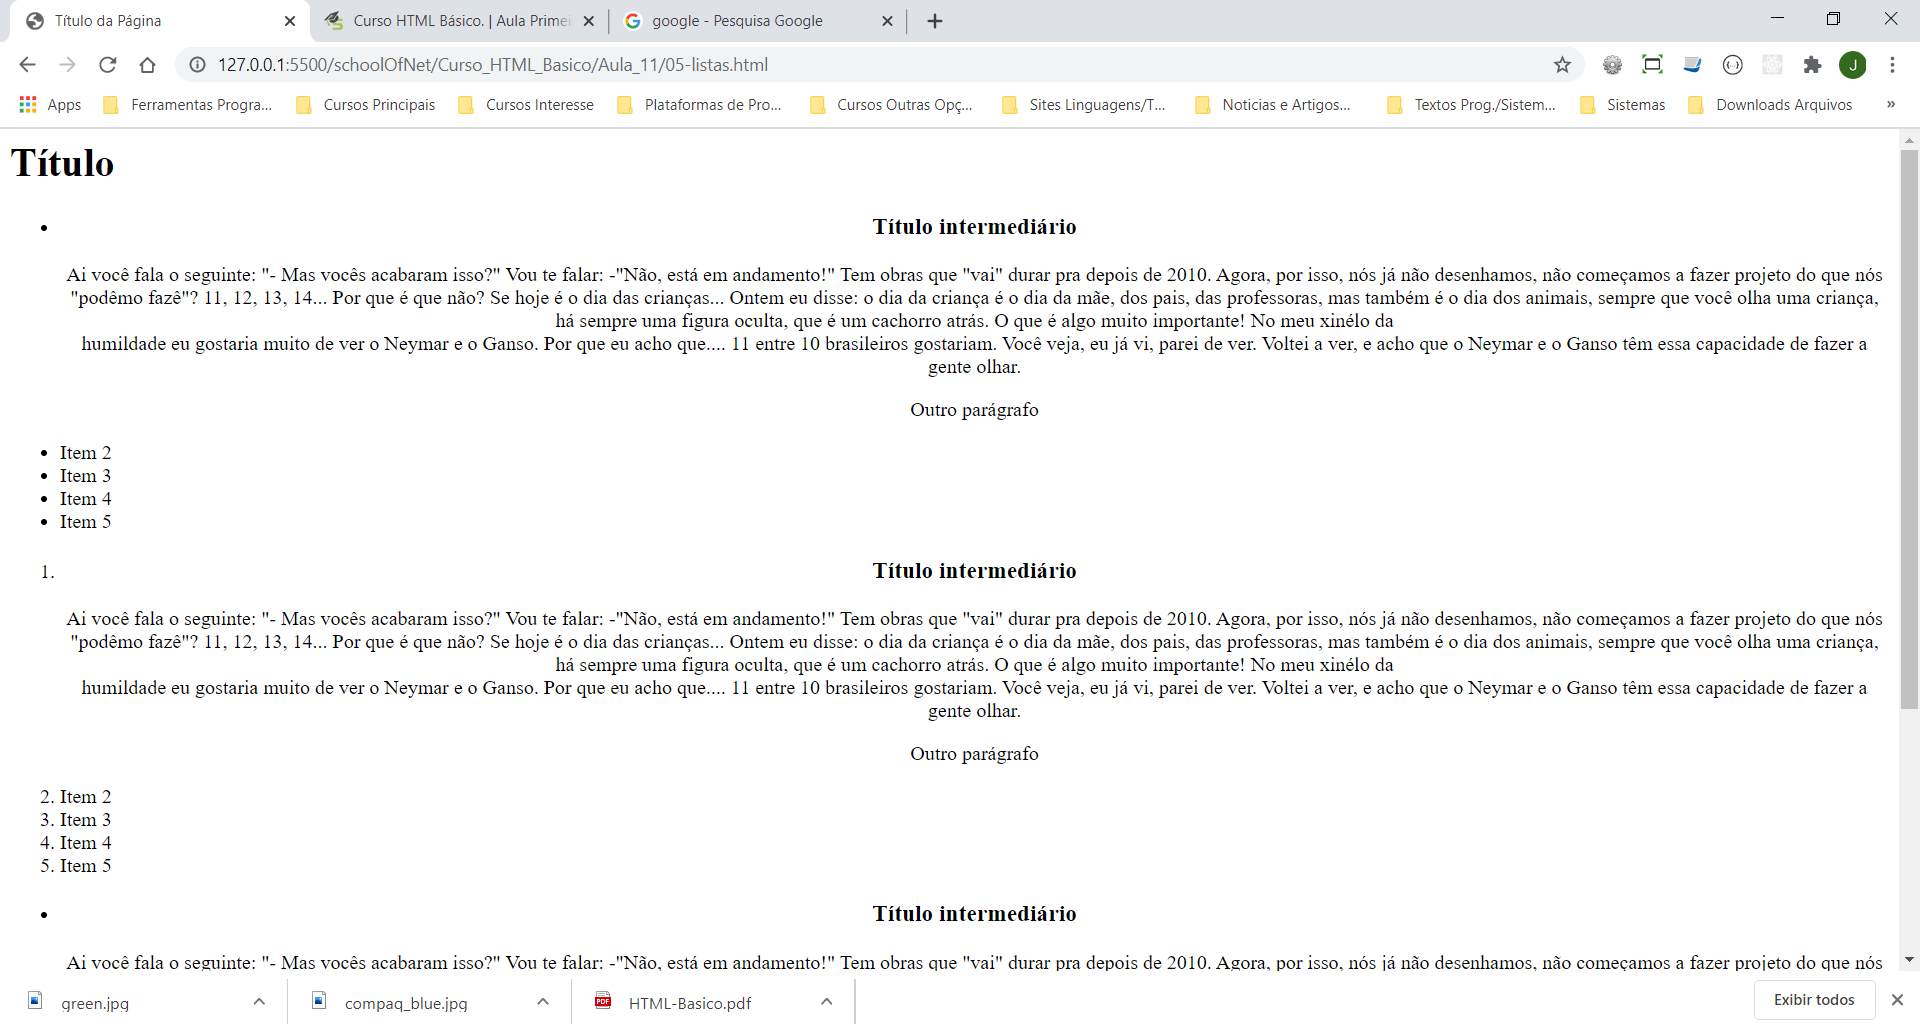 Título da Página
Curso HTML Básico. | Aula Primei
google - Pesquisa Google
127.0.0.1:5500/schoolOfNet/Curso_HTML_Basico/Aula_11/05-listas.html
J
Apps
Ferramentas Progra...
Cursos Principais
Cursos Interesse
Plataformas de Pro...
Cursos Outras Opç...
Sites Linguagens/T...
Noticias e Artigos...
Textos Prog./Sistem...
Sistemas
Downloads Arquivos
»
Título
• Título intermediário
Ai você fala o seguinte: "- Mas vocês acabaram isso?" Vou te falar: -"Não, está em andamento!" Tem obras que "vai" durar pra depois de 2010. Agora, por isso, nós já não desenhamos, não começamos a fazer projeto do que nós
"podêmo fazê"? 11, 12, 13, 14... Por que é que não? Se hoje é o dia das crianças... Ontem eu disse: o dia da criança é o dia da mãe, dos pais, das professoras, mas também é o dia dos animais, sempre que você olha uma criança,
há sempre uma figura oculta, que é um cachorro atrás. O que é algo muito importante! No meu xinélo da
humildade eu gostaria muito de ver o Neymar e o Ganso. Por que eu acho que.... 11 entre 10 brasileiros gostariam. Você veja, eu já vi, parei de ver. Voltei a ver, e acho que o Neymar e o Ganso têm essa capacidade de fazer a
gente olhar.
Outro parágrafo
• Item 2
• Item 3
• Item 4
• Item 5
1. Título intermediário
Ai você fala o seguinte: "- Mas vocês acabaram isso?" Vou te falar: -"Não, está em andamento!" Tem obras que "vai" durar pra depois de 2010. Agora, por isso, nós já não desenhamos, não começamos a fazer projeto do que nós
"podêmo fazê"? 11, 12, 13, 14... Por que é que não? Se hoje é o dia das crianças... Ontem eu disse: o dia da criança é o dia da mãe, dos pais, das professoras, mas também é o dia dos animais, sempre que você olha uma criança,
há sempre uma figura oculta, que é um cachorro atrás. O que é algo muito importante! No meu xinélo da
humildade eu gostaria muito de ver o Neymar e o Ganso. Por que eu acho que.... 11 entre 10 brasileiros gostariam. Você veja, eu já vi, parei de ver. Voltei a ver, e acho que o Neymar e o Ganso têm essa capacidade de fazer a
gente olhar.
Outro parágrafo
2. Item 2
3. Item 3
4. Item 4
5. Item 5
• Título intermediário
Ai você fala o seguinte: "- Mas vocês acabaram isso?" Vou te falar: -"Não, está em andamento!" Tem obras que "vai" durar pra depois de 2010. Agora, por isso, nós já não desenhamos, não começamos a fazer projeto do que nós
green.jpg
compaq_blue.jpg
PDF
HTML-Basico.pdf
Exibir todos